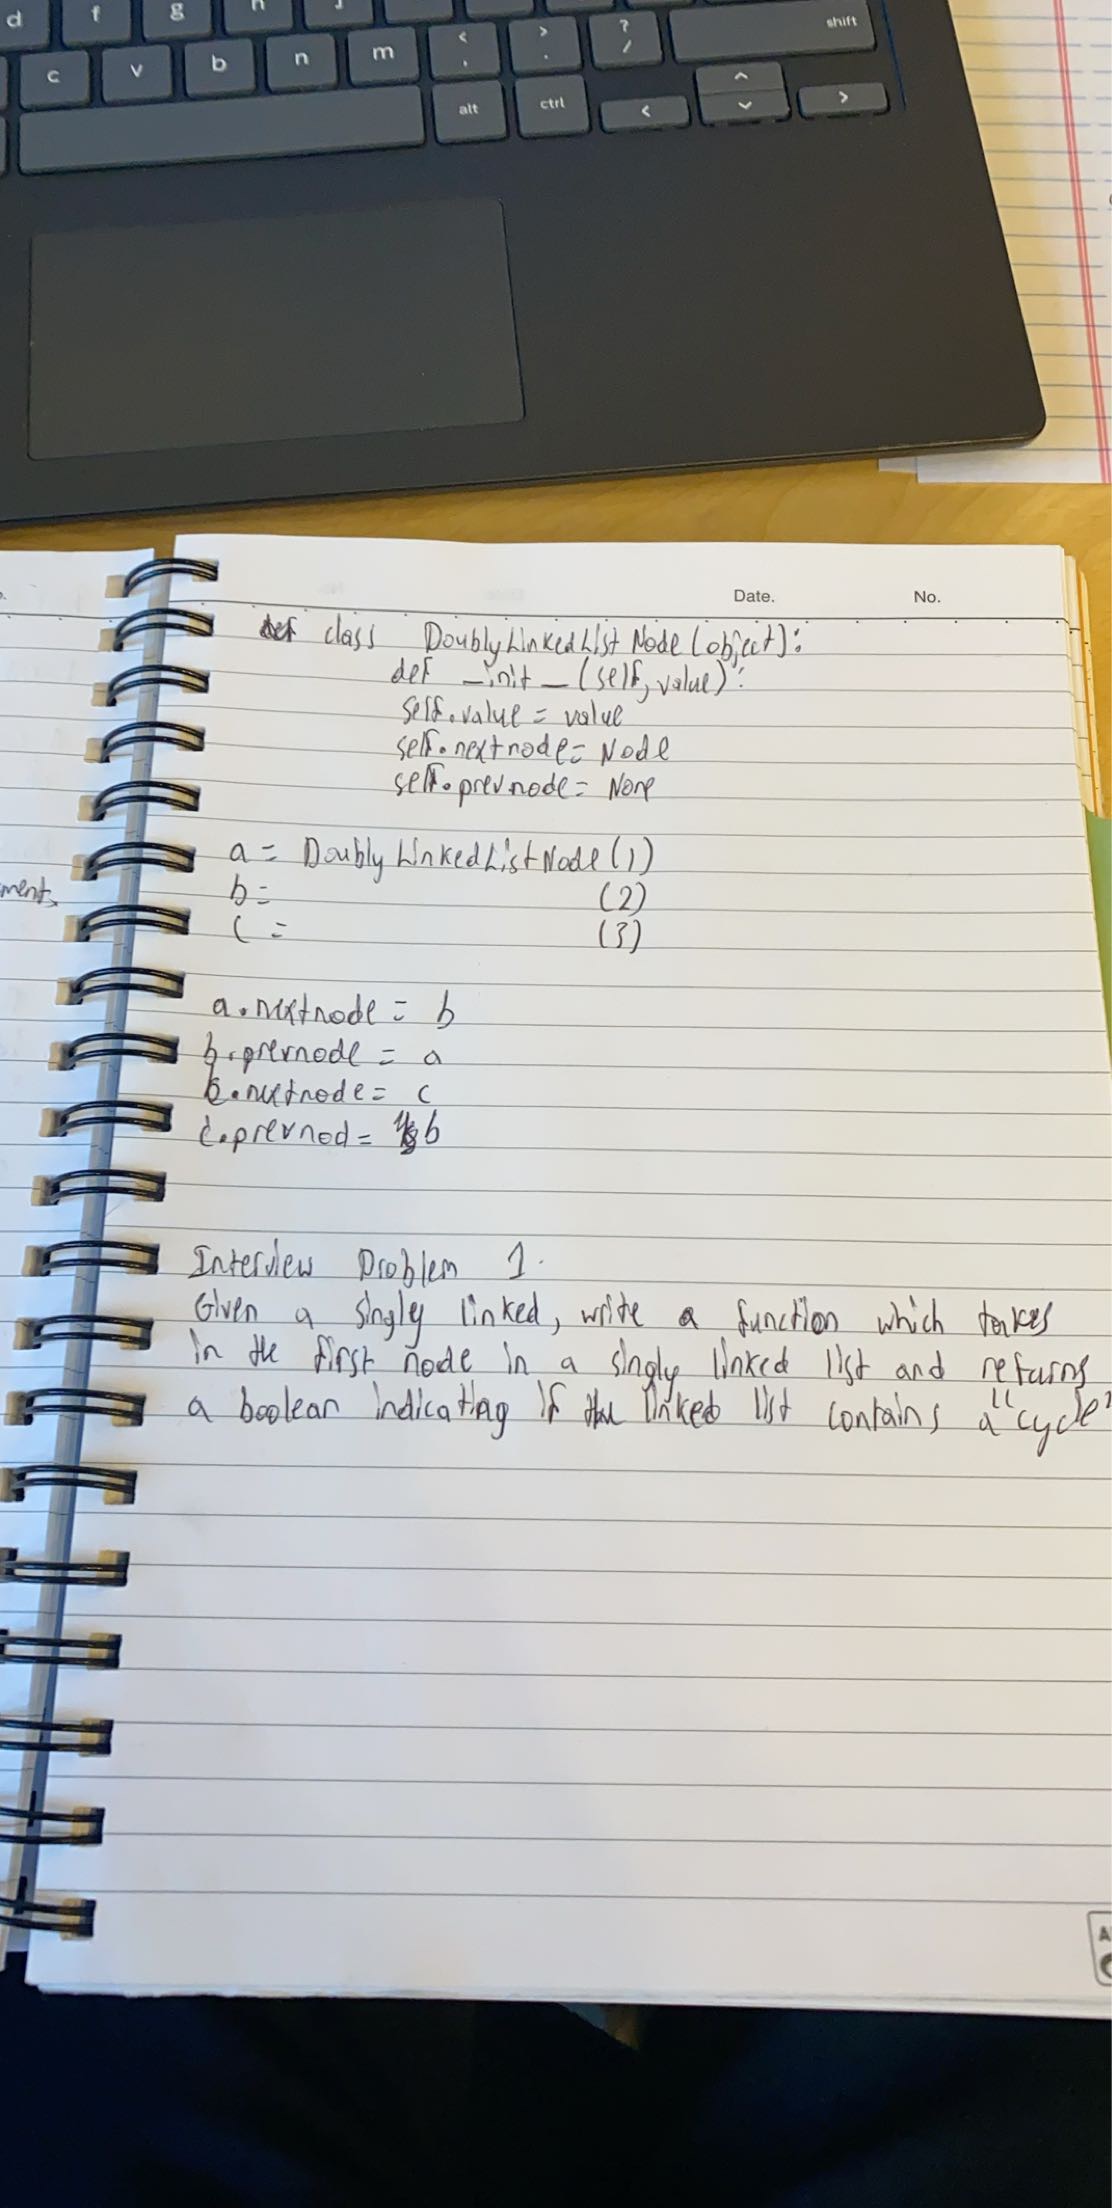 d f g h J
shift
c v b n m < , > . ? /
alt ctrl < ^ v >
Date. No.
def class DoublyLinkedListNode(object):
def _init_(self, value):
self.value = value
self.nextnode = Node
self.prevnode = None
a = DoublyLinkedListNode(1)
b = (2)
c = (3)
ment,
a.nextnode = b
b.prevnode = a
b.nextnode = c
c.prevnod = b
Interview Problem 1.
Given a singly linked, write a function which takes
in the first node in a singly linked list and returns
a boolean indicating if the linked list contains a "cycle"